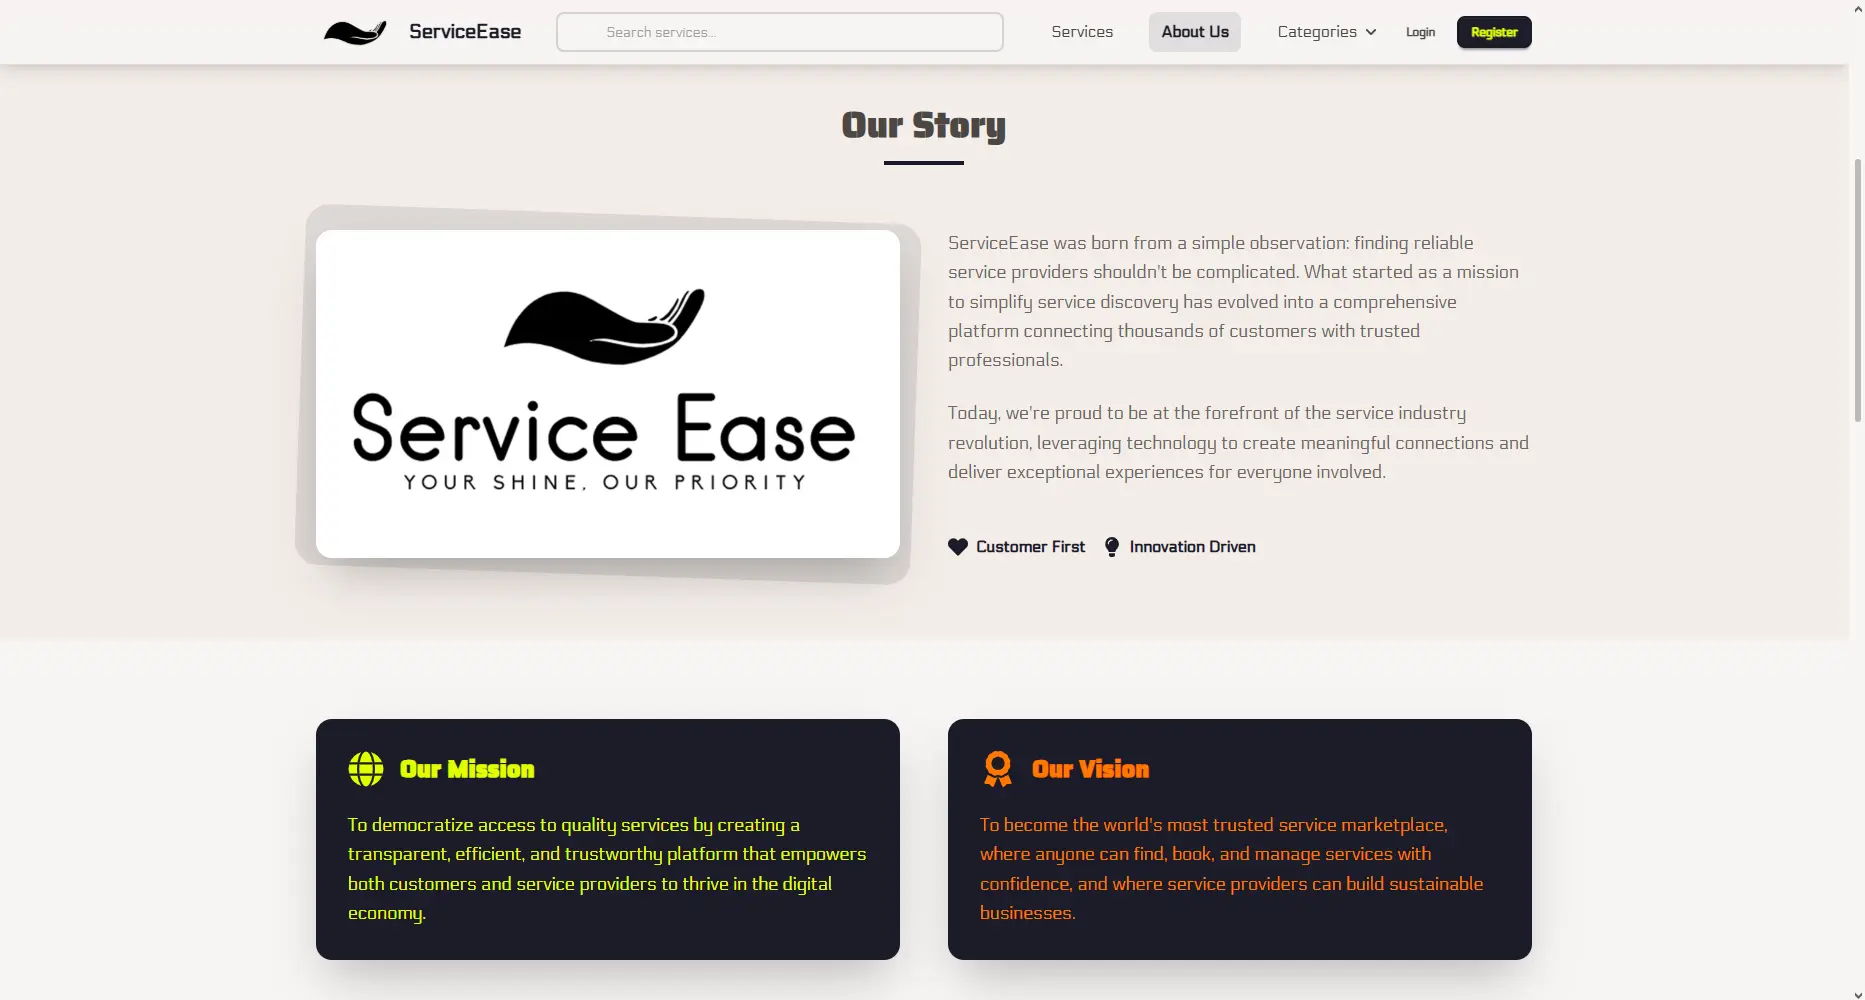 ServiceEase
Search services...
Services
About Us
Categories
Login
Register
Our Story
Service Ease
YOUR SHINE, OUR PRIORITY
ServiceEase was born from a simple observation: finding reliable
service providers shouldn't be complicated. What started as a mission
to simplify service discovery has evolved into a comprehensive
platform connecting thousands of customers with trusted
professionals.
Today, we're proud to be at the forefront of the service industry
revolution, leveraging technology to create meaningful connections and
deliver exceptional experiences for everyone involved.
Customer First
Innovation Driven
Our Mission
To democratize access to quality services by creating a
transparent, efficient, and trustworthy platform that empowers
both customers and service providers to thrive in the digital
economy.
Our Vision
To become the world's most trusted service marketplace,
where anyone can find, book, and manage services with
confidence, and where service providers can build sustainable
businesses.